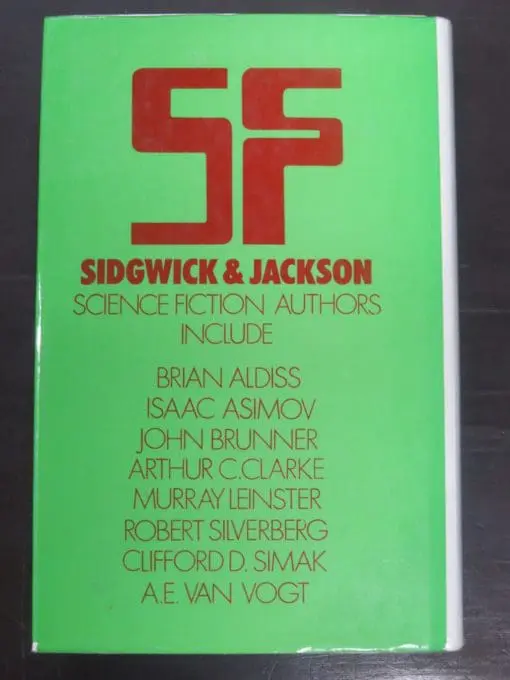 SF
SIDGWICK & JACKSON
SCIENCE FICTION AUTHORS
INCLUDE
BRIAN ALDISS
ISAAC ASIMOV
JOHN BRUNNER
ARTHUR C. CLARKE
MURRAY LEINSTER
ROBERT SILVERBERG
CLIFFORD D. SIMAK
A.E. VAN VOGT